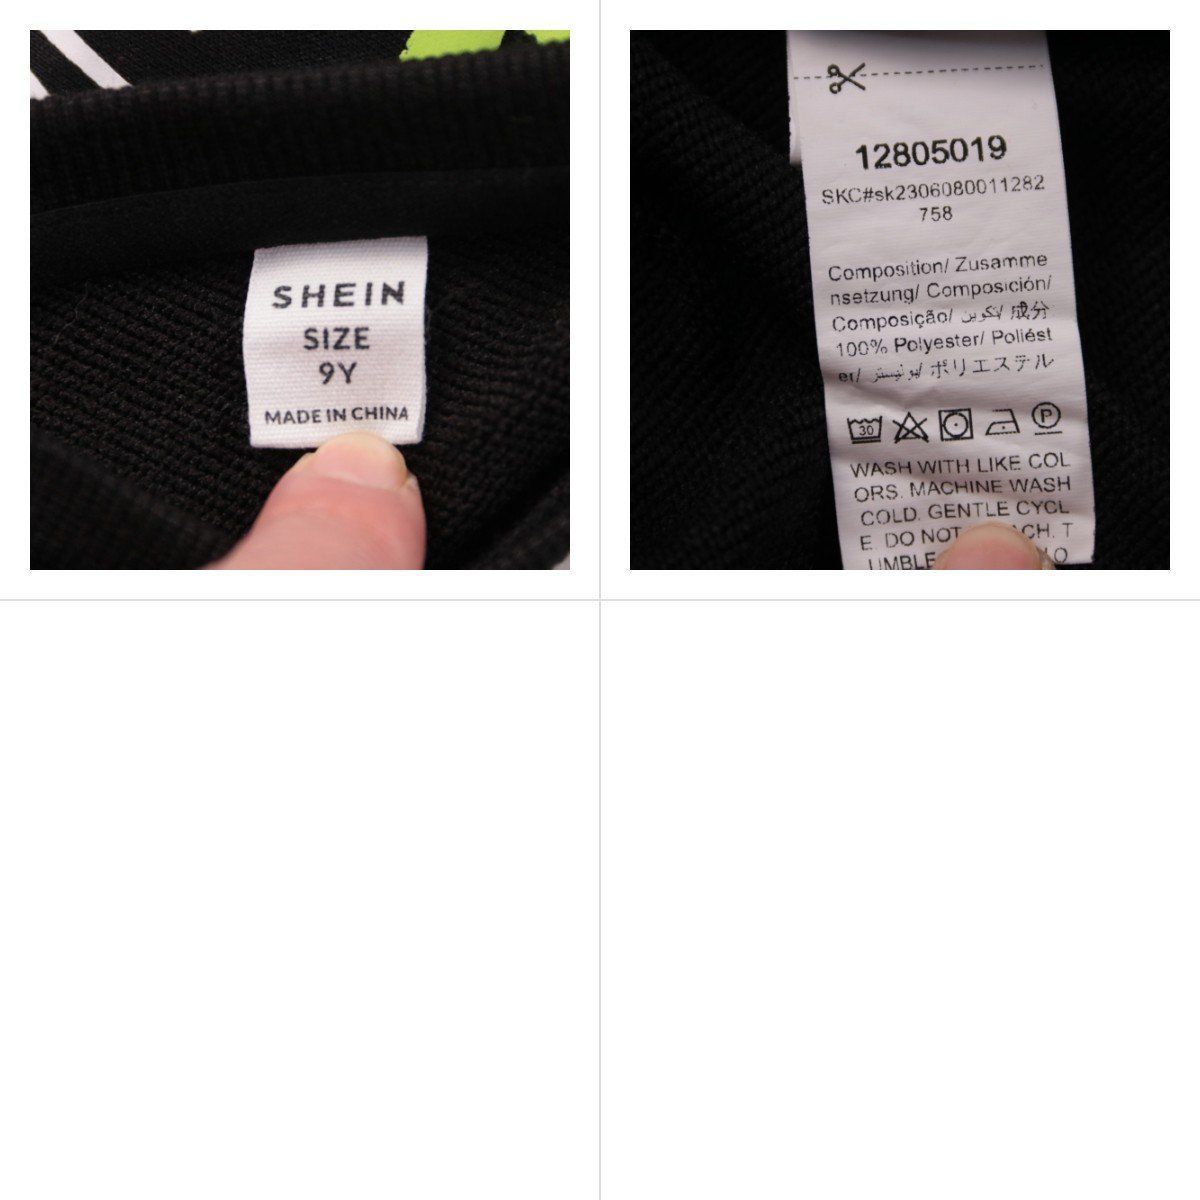 SHEIN
SIZE
9Y
MADE IN CHINA
12805019
SKC#sk2306080011282
758
Composition/ Zusamme
nsetzung/ Composición/
Composição/ تكوين/ 成分
100% Polyester/ Poliést
er/ بوليستر/ ポリエステル
30
P
WASH WITH LIKE COL
ORS. MACHINE WASH
COLD. GENTLE CYCL
E. DO NOT
UMBLE